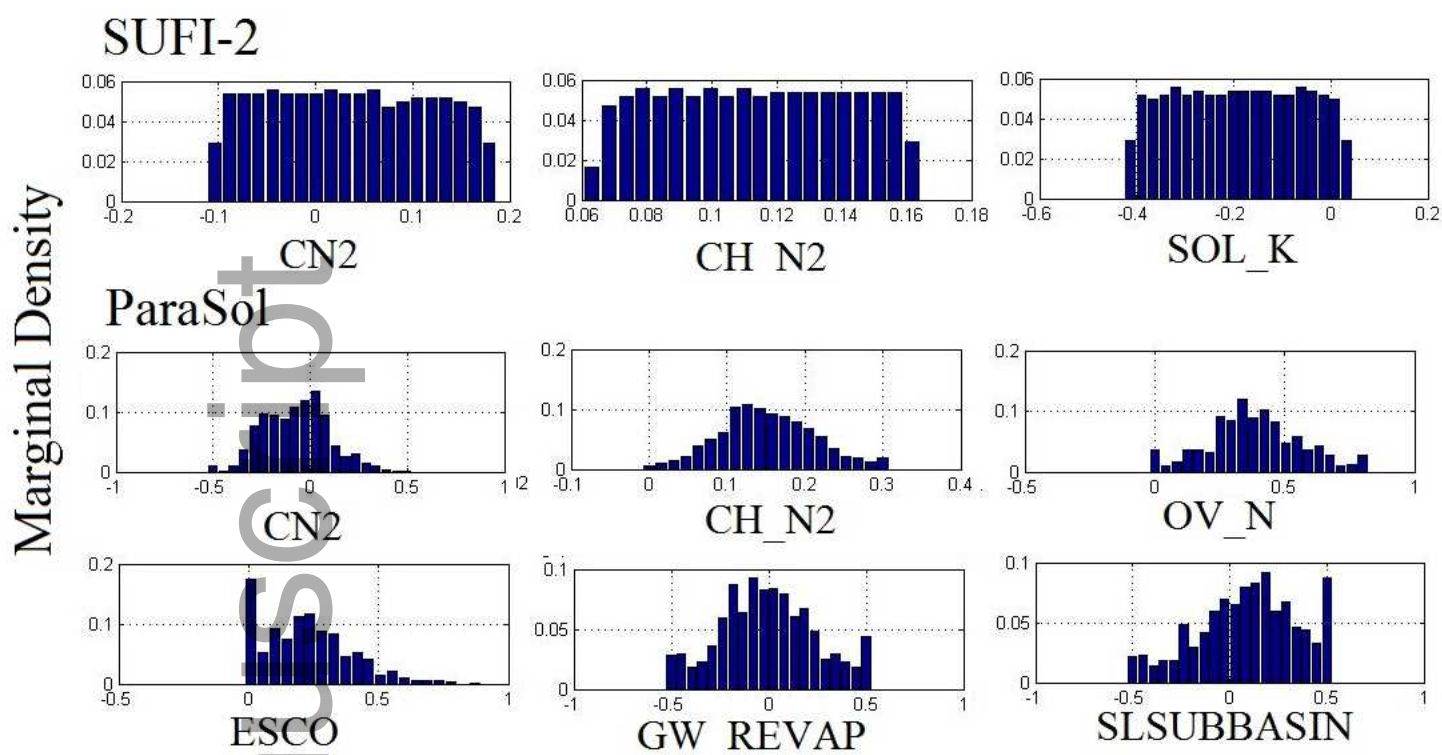 SUFI-2
0.06 0.06 0.06
0.04 0.04 0.04
0.02 0.02 0.02
0 0 0
-0.2 -0.1 0 0.1 0.2 0.06 0.08 0.1 0.12 0.14 0.16 0.18 -0.6 -0.4 -0.2 0 0.2
CN2 CH_N2 SOL_K
Marginal Density
ParaSol
0.2 0.2 0.2
0.1 0.1 0.1
0 0 0
-1 -0.5 0 0.5 1 12 -0.1 0 0.1 0.2 0.3 0.4 -0.5 0 0.5 1
CN2 CH_N2 OV_N
0.2 0.1 0.1
0.1 0.05 0.05
0 0 0
-0.5 0 0.5 1 -1 -0.5 0 0.5 1 -1 -0.5 0 0.5 1
ESCO GW_REVAP SLSUBBASIN
uscript